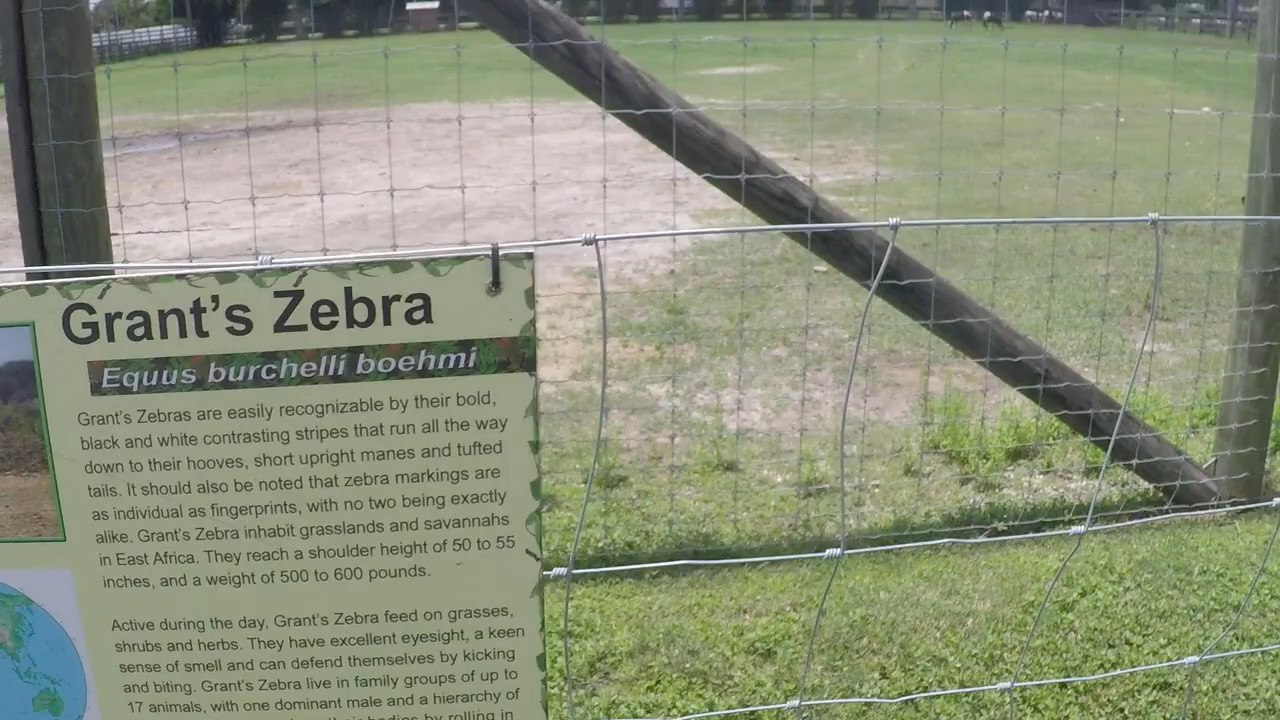 Grant's Zebra
Equus burchelli boehmi
Grant's Zebras are easily recognizable by their bold,
black and white contrasting stripes that run all the way
down to their hooves, short upright manes and tufted
tails. It should also be noted that zebra markings are
as individual as fingerprints, with no two being exactly
alike. Grant's Zebra inhabit grasslands and savannahs
in East Africa. They reach a shoulder height of 50 to 55
inches, and a weight of 500 to 600 pounds.
Active during the day, Grant's Zebra feed on grasses,
shrubs and herbs. They have excellent eyesight, a keen
sense of smell and can defend themselves by kicking
and biting. Grant's Zebra live in family groups of up to
17 animals, with one dominant male and a hierarchy of
bodies by rolling in